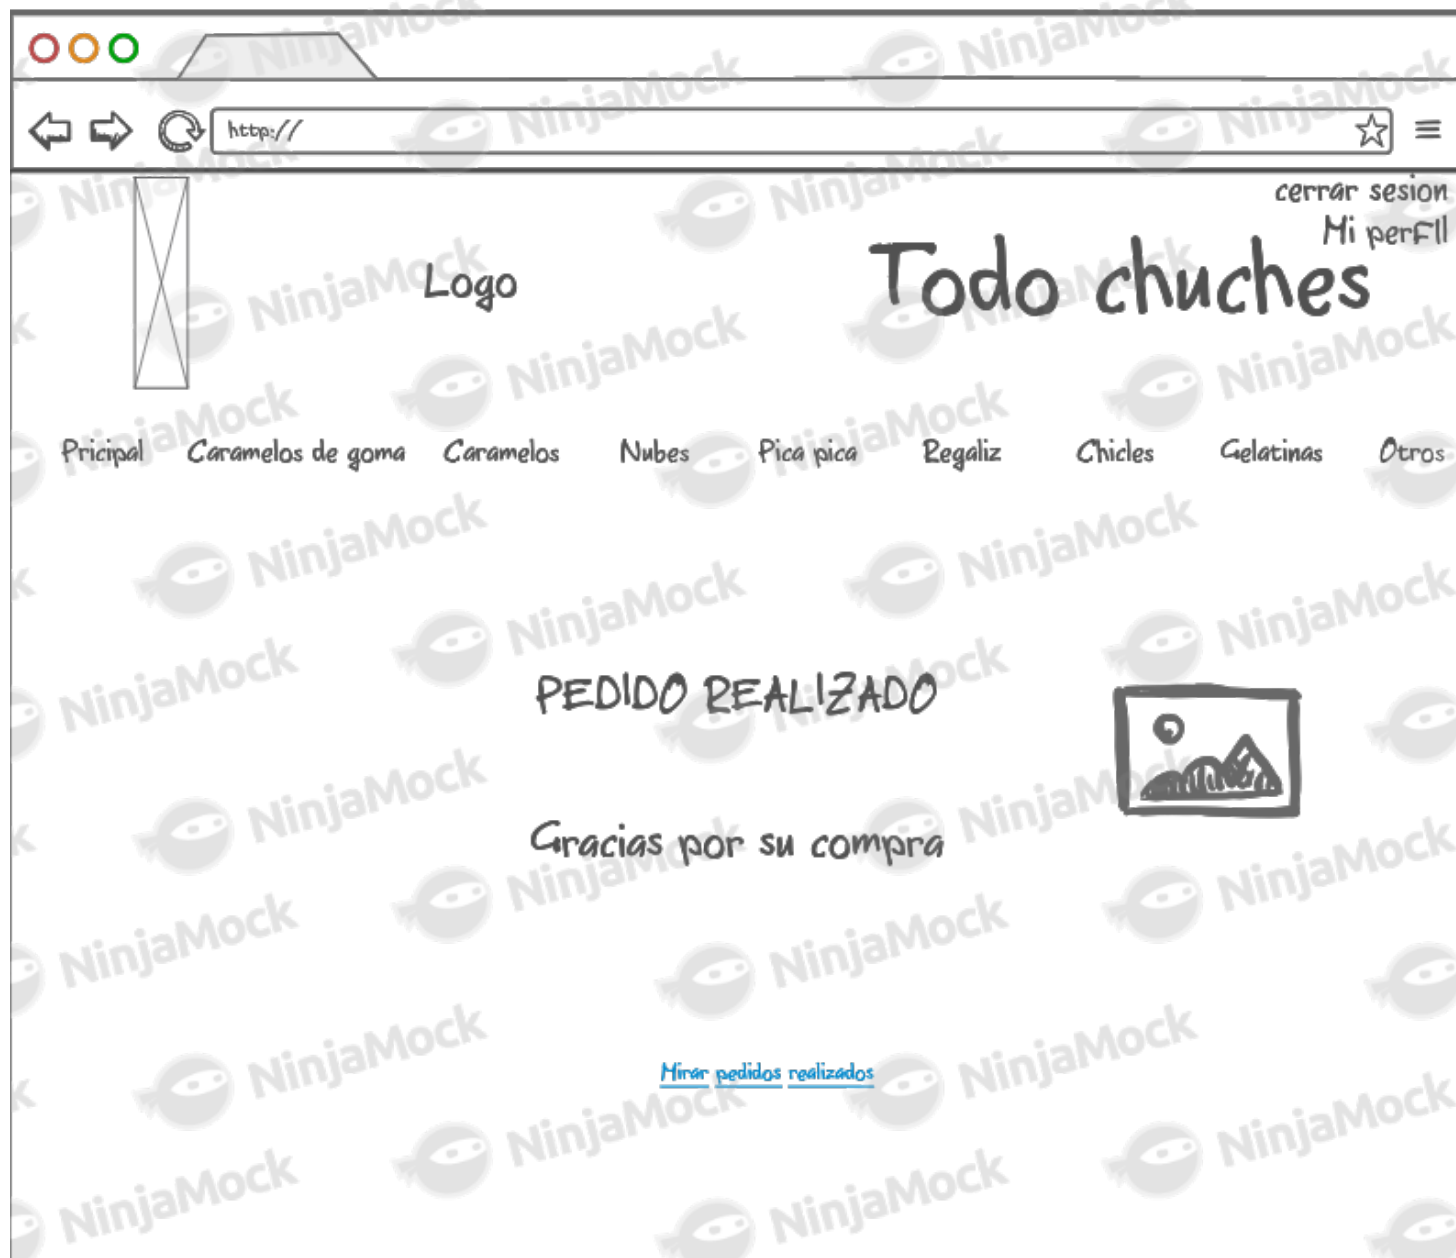 http://
cerrar sesion
Mi perFIl
Logo
Todo chuches
Pricipal Caramelos de goma Caramelos Nubes Pica pica Regaliz Chicles Gelatinas Otros
PEDIDO REALIZADO
Gracias por su compra
Mirar pedidos realizados
NinjaMock